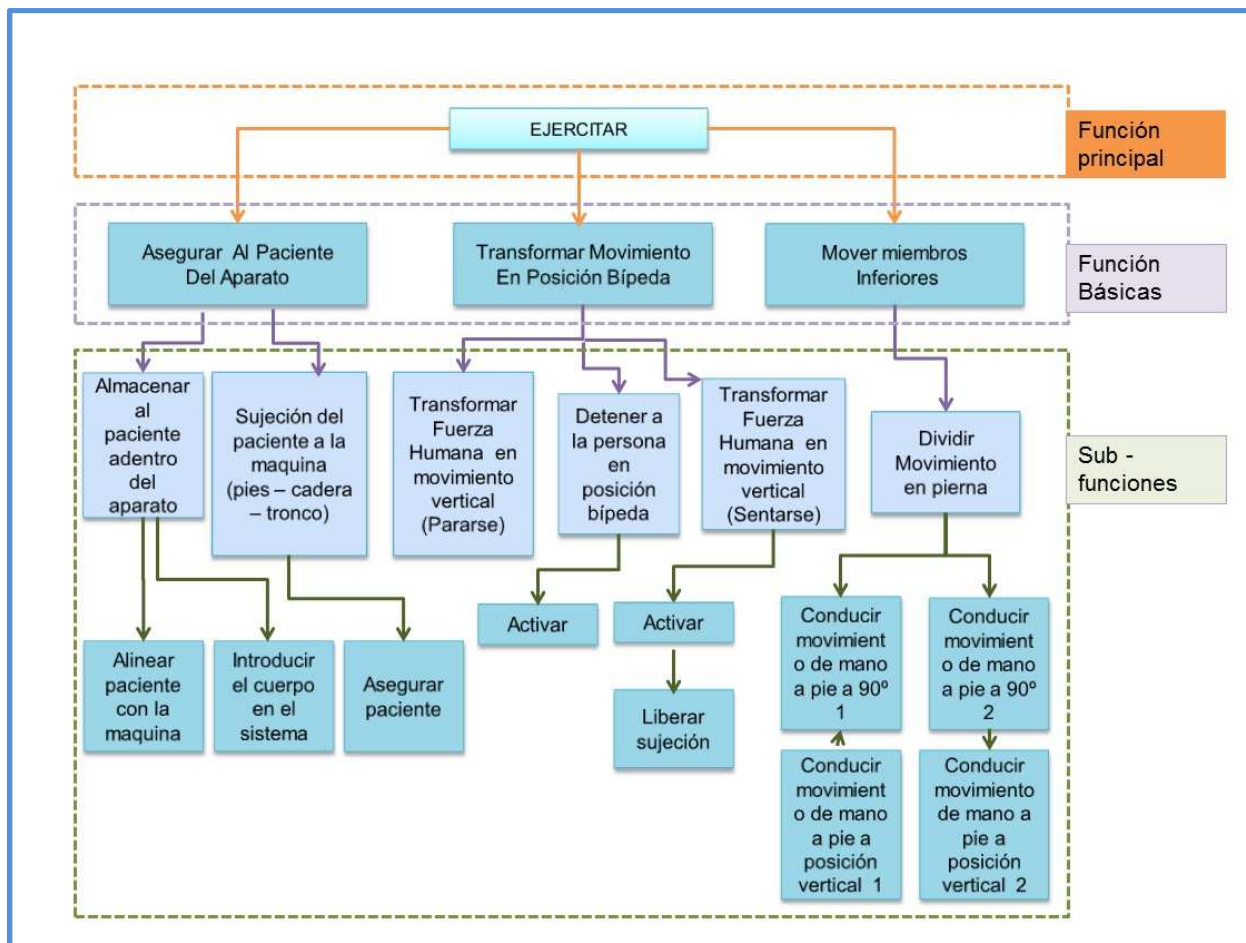 EJERCITAR
Función
principal
Asegurar Al Paciente
Del Aparato
Transformar Movimiento
En Posición Bípeda
Mover miembros
Inferiores
Función
Básicas
Almacenar
al
paciente
adentro
del
aparato
Sujeción del
paciente a la
maquina
(pies – cadera
– tronco)
Transformar
Fuerza
Humana en
movimiento
vertical
(Pararse)
Detener a
la persona
en
posición
bípeda
Transformar
Fuerza
Humana en
movimiento
vertical
(Sentarse)
Dividir
Movimiento
en pierna
Sub -
funciones
Alinear
paciente
con la
maquina
Introducir
el cuerpo
en el
sistema
Asegurar
paciente
Activar
Activar
Liberar
sujeción
Conducir
movimient
o de mano
a pie a 90º
1
Conducir
movimient
o de mano
a pie a 90º
2
Conducir
movimient
o de mano
a pie a
posición
vertical 1
Conducir
movimiento
de mano a
pie a
posición
vertical 2